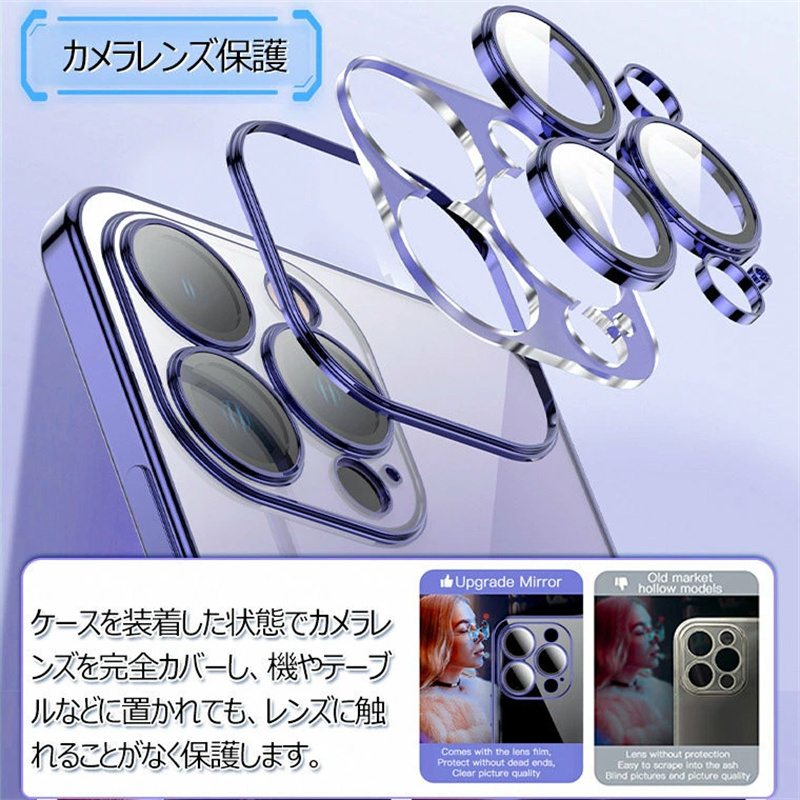 カメラレンズ保護
ケースを装着した状態でカメラレ
ンズを完全カバーし、機やテーブ
ルなどに置かれても、レンズに触
れることがなく保護します。
Upgrade Mirror
Comes with the lens film,
Protect without dead ends,
Clear picture quality
Old market
hollow models
Lens without protection
Easy to scrape into the ash
Blind pictures and picture quality